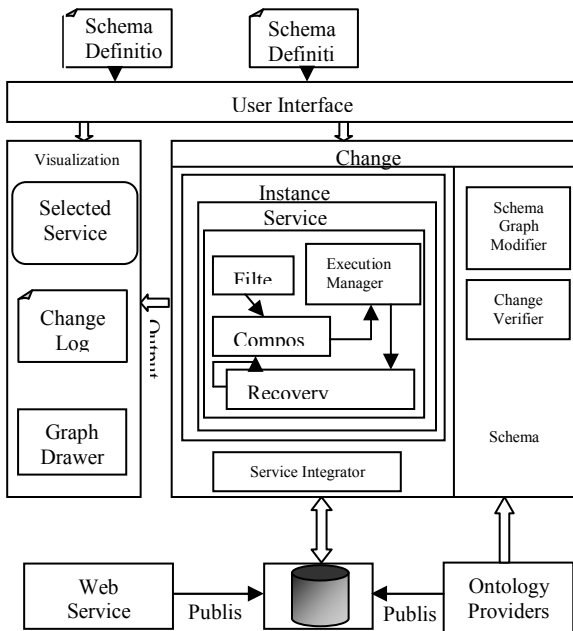 Schema
Definitio
Schema
Definiti
User Interface
Visualization
Selected
Service
Change
Log
Graph
Drawer
Output
Change
Instance
Service
Filte
Execution
Manager
Compos
Recovery
Service Integrator
Schema
Graph
Modifier
Change
Verifier
Schema
Web
Service
Publis
Publis
Ontology
Providers